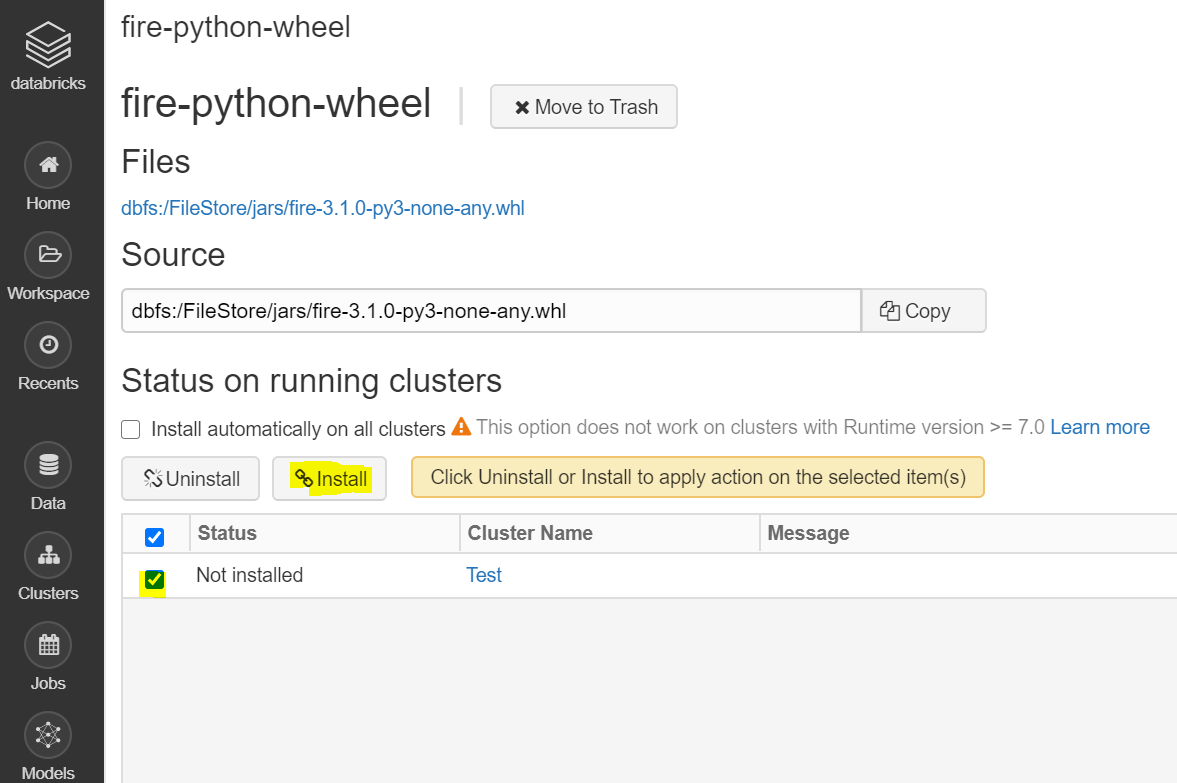 fire-python-wheel
databricks
fire-python-wheel
Move to Trash
Files
dbfs:/FileStore/jars/fire-3.1.0-py3-none-any.whl
Source
dbfs:/FileStore/jars/fire-3.1.0-py3-none-any.whl Copy
Status on running clusters
Install automatically on all clusters This option does not work on clusters with Runtime version >= 7.0 Learn more
Uninstall Install Click Uninstall or Install to apply action on the selected item(s)
Status Cluster Name Message
Not installed Test
Home
Workspace
Recents
Data
Clusters
Jobs
Models